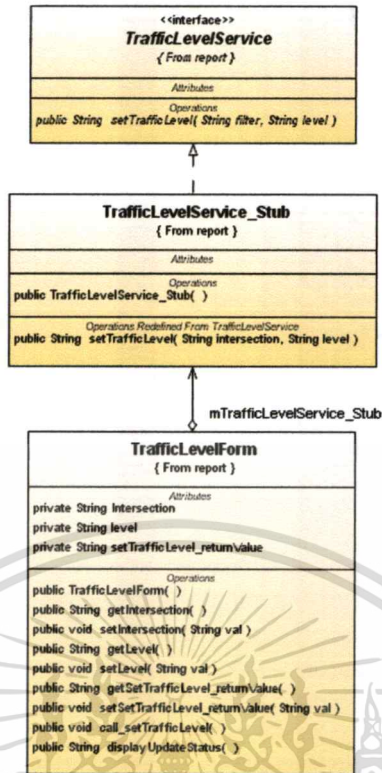 <<interface>>
TrafficLevelService
{ From report }
Attributes
Operations
public String setTrafficLevel( String filter, String level )
TrafficLevelService_Stub
{ From report }
Attributes
Operations
public TrafficLevelService_Stub( )
Operations Redefined From TrafficLevelService
public String setTrafficLevel( String intersection, String level )
mTrafficLevelService_Stub
TrafficLevelForm
{ From report }
Attributes
private String Intersection
private String level
private String setTrafficLevel_returnValue
Operations
public TrafficLevelForm( )
public String getIntersection( )
public void setIntersection( String val )
public String getLevel( )
public void setLevel( String val )
public String getSetTrafficLevel_returnValue( )
public void setSetTrafficLevel_returnValue( String val )
public void call_setTrafficLevel( )
public String displayUpdateStatus( )